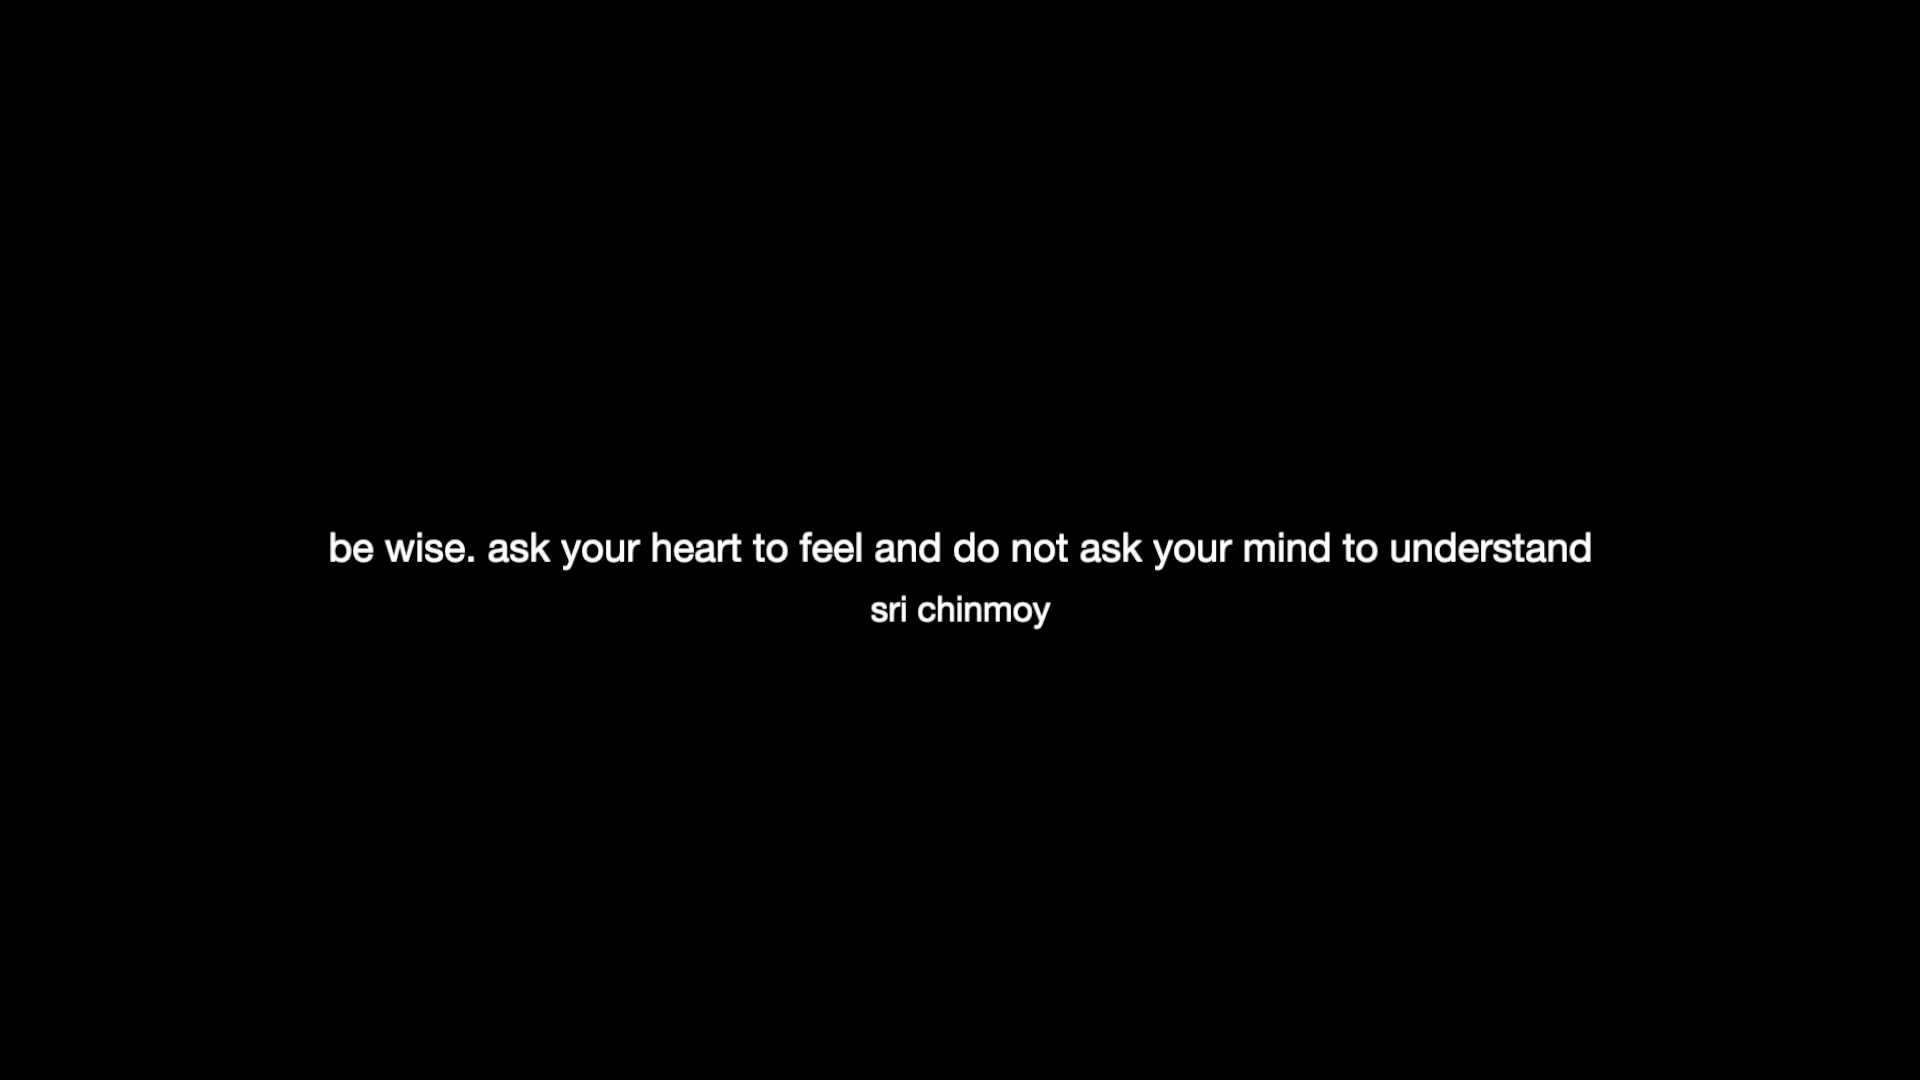 be wise. ask your heart to feel and do not ask your mind to understand
sri chinmoy